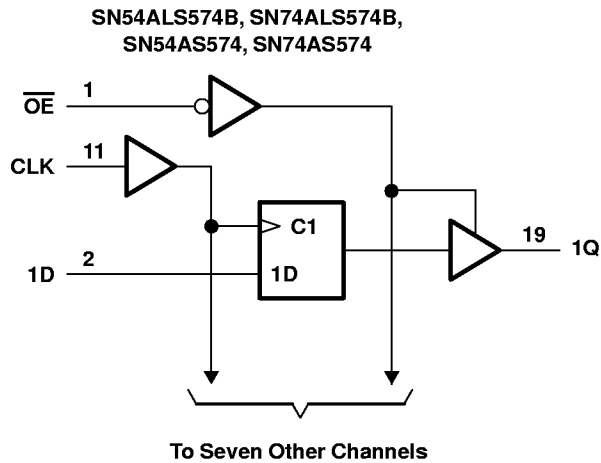 SN54ALS574B, SN74ALS574B,
SN54AS574, SN74AS574
OE 1
CLK 11
C1
1D 2
1D
19 1Q
To Seven Other Channels